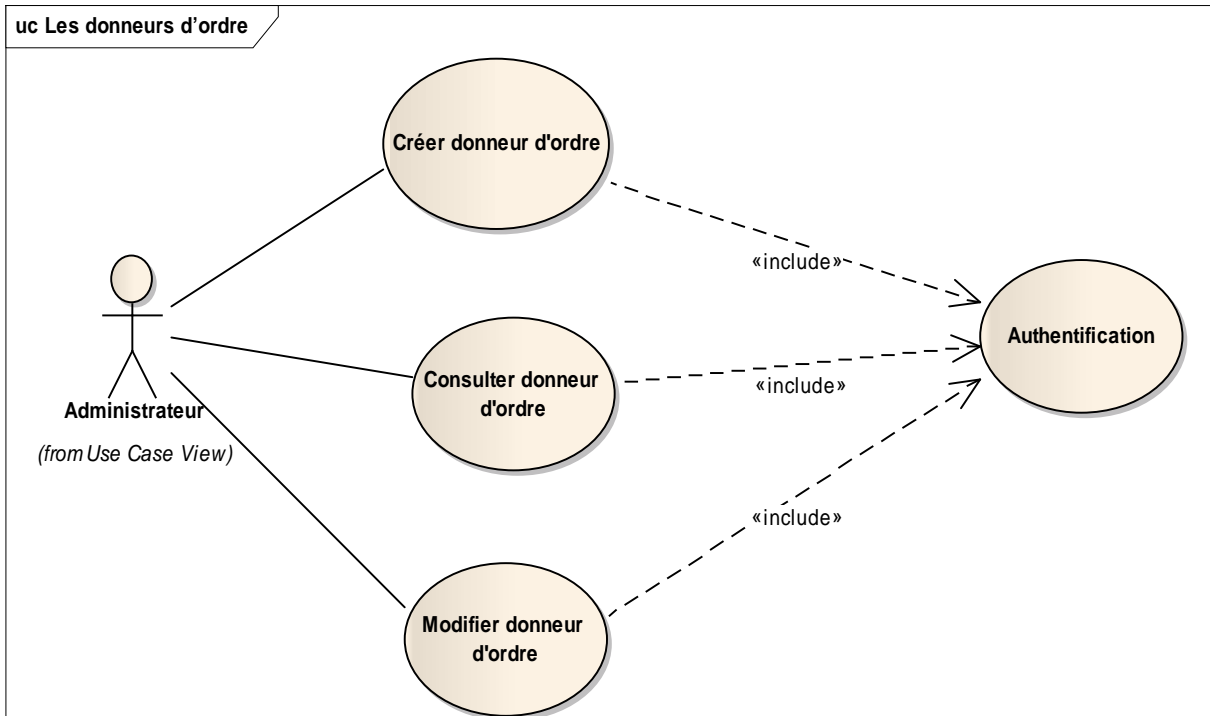 uc Les donneurs d’ordre
Créer donneur d'ordre
«include»
Authentification
Consulter donneur
d'ordre
«include»
Administrateur
(from Use Case View)
«include»
Modifier donneur
d'ordre